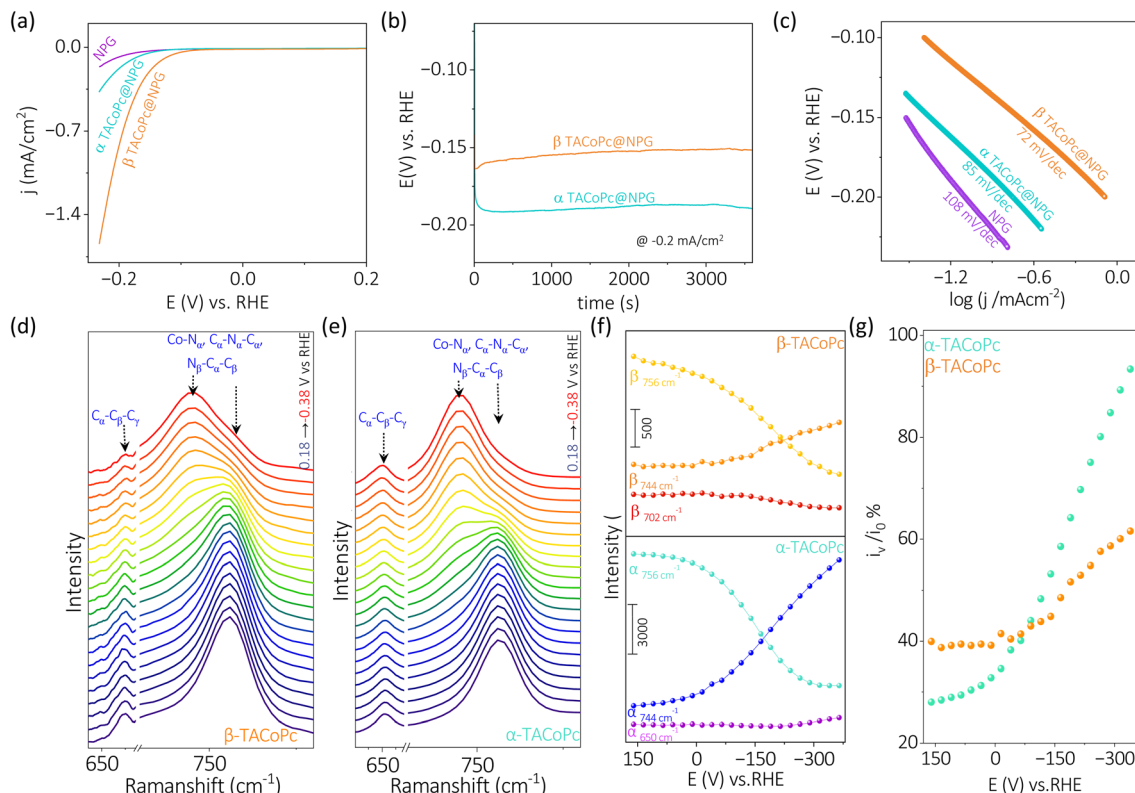 (a)
NPG
α TACoPc@NPG
β TACoPc@NPG
j (mA/cm²)
0.0
−0.7
−1.4
−0.2
0.0
0.2
E (V) vs. RHE
(b)
−0.10
−0.15
−0.20
E(V) vs. RHE
β TACoPc@NPG
α TACoPc@NPG
@ -0.2 mA/cm²
0
1000
2000
3000
time (s)
(c)
−0.10
−0.15
−0.20
E (V) vs. RHE)
β TACoPc@NPG
72 mV/dec
α TACoPc@NPG
85 mV/dec
NPG
108 mV/dec
−1.2
−0.6
0.0
log (j /mAcm⁻²)
(d)
Co-Nα, Cα-Nα-Cα,
Nβ-Cα-Cβ
Cα-Cβ-Cγ
0.18 →-0.38 V vs RHE
Intensity
β-TACoPc
650
750
Ramanshift (cm⁻¹)
(e)
Co-Nα, Cα-Nα-Cα,
Nβ-Cα-Cβ
Cα-Cβ-Cγ
0.18 →-0.38 V vs RHE
Intensity
α-TACoPc
650
750
Ramanshift (cm⁻¹)
(f)
β-TACoPc
β 756 cm⁻¹
500
β 744 cm⁻¹
β 702 cm⁻¹
Intensity (
α-TACoPc
α 756 cm⁻¹
3000
α 744 cm⁻¹
α 650 cm⁻¹
150
0
−150
−300
E (V) vs.RHE
(g)
100
80
60
40
20
α-TACoPc
β-TACoPc
iᵥ /i₀ %
150
0
−150
−300
E (V) vs.RHE